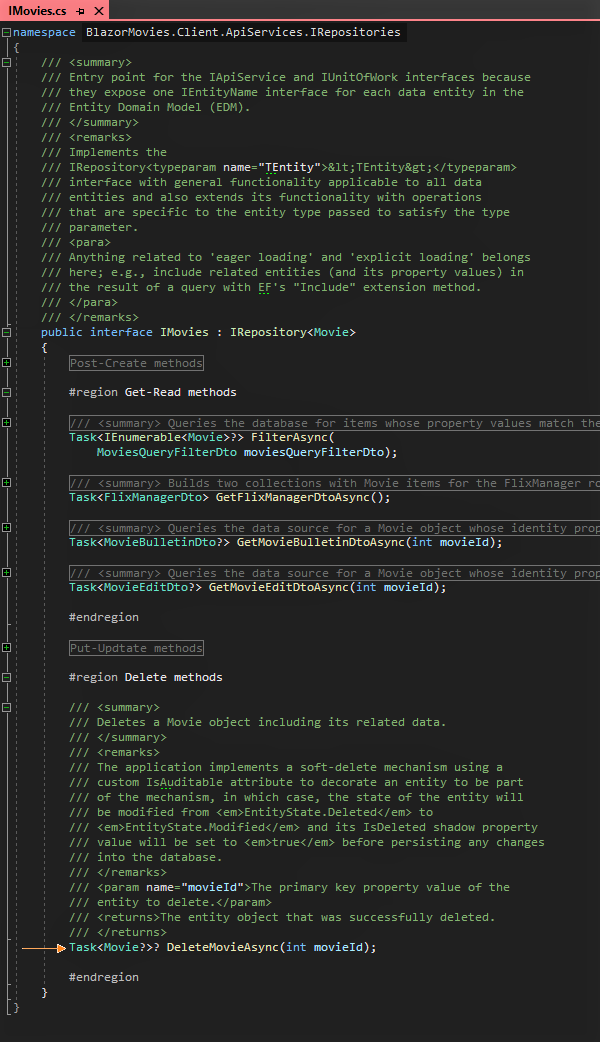 IMovies.cs
namespace BlazorMovies.Client.ApiServices.IRepositories
{
/// <summary>
/// Entry point for the IApiService and IUnitOfWork interfaces because
/// they expose one IEntityName interface for each data entity in the
/// Entity Domain Model (EDM).
/// </summary>
/// <remarks>
/// Implements the
/// IRepository<typeparam name="TEntity">&lt;TEntity&gt;</typeparam>
/// interface with general functionality applicable to all data
/// entities and also extends its functionality with operations
/// that are specific to the entity type passed to satisfy the type
/// parameter.
/// <para>
/// Anything related to 'eager loading' and 'explicit loading' belongs
/// here; e.g., include related entities (and its property values) in
/// the result of a query with EF's "Include" extension method.
/// </para>
/// </remarks>
public interface IMovies : IRepository<Movie>
{
Post-Create methods
#region Get-Read methods
/// <summary> Queries the database for items whose property values match the
Task<IEnumerable<Movie>?> FilterAsync(
MoviesQueryFilterDto moviesQueryFilterDto);
/// <summary> Builds two collections with Movie items for the FlixManager ro
Task<FlixManagerDto> GetFlixManagerDtoAsync();
/// <summary> Queries the data source for a Movie object whose identity prop
Task<MovieBulletinDto?> GetMovieBulletinDtoAsync(int movieId);
/// <summary> Queries the data source for a Movie object whose identity prop
Task<MovieEditDto?> GetMovieEditDtoAsync(int movieId);
#endregion
Put-Updtate methods
#region Delete methods
/// <summary>
/// Deletes a Movie object including its related data.
/// </summary>
/// <remarks>
/// The application implements a soft-delete mechanism using a
/// custom IsAuditable attribute to decorate an entity to be part
/// of the mechanism, in which case, the state of the entity will
/// be modified from <em>EntityState.Deleted</em> to
/// <em>EntityState.Modified</em> and its IsDeleted shadow property
/// value will be set to <em>true</em> before persisting any changes
/// into the database.
/// </remarks>
/// <param name="movieId">The primary key property value of the
/// entity to delete.</param>
/// <returns>The entity object that was successfully deleted.
/// </returns>
Task<Movie?>? DeleteMovieAsync(int movieId);
#endregion
}
}